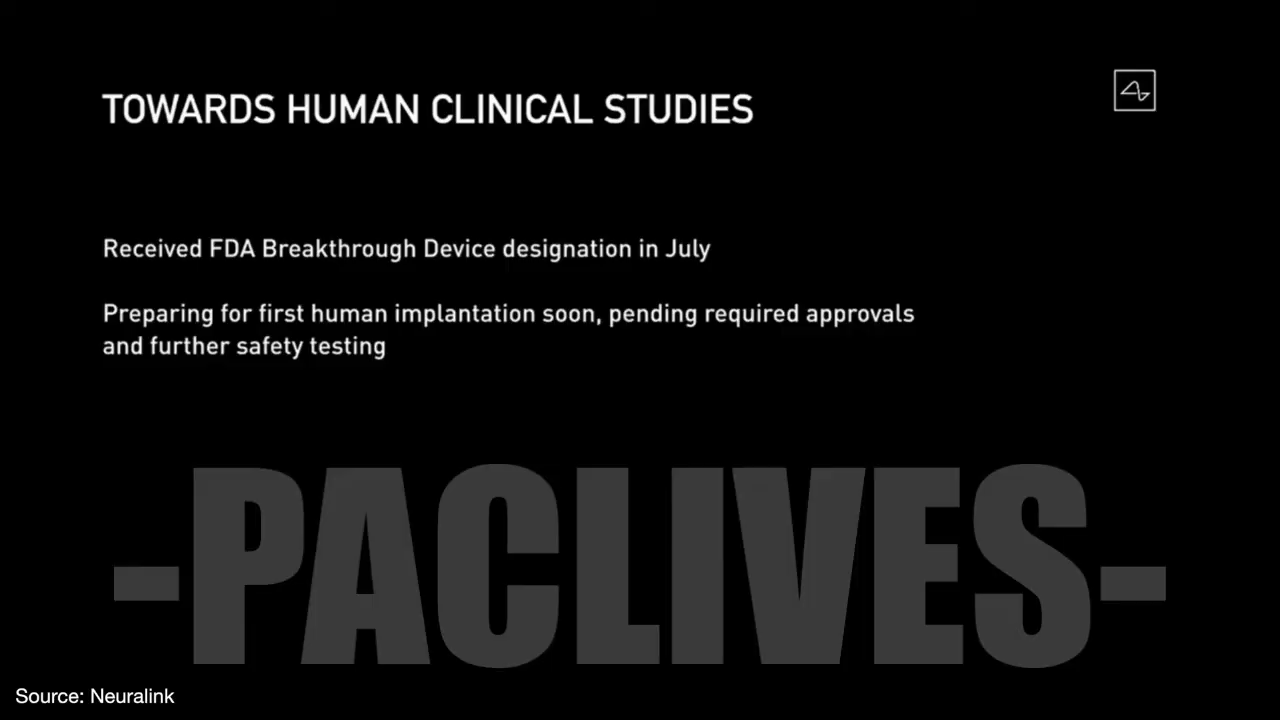 TOWARDS HUMAN CLINICAL STUDIES
Received FDA Breakthrough Device designation in July
Preparing for first human implantation soon, pending required approvals
and further safety testing
-PACLIVES-
Source: Neuralink